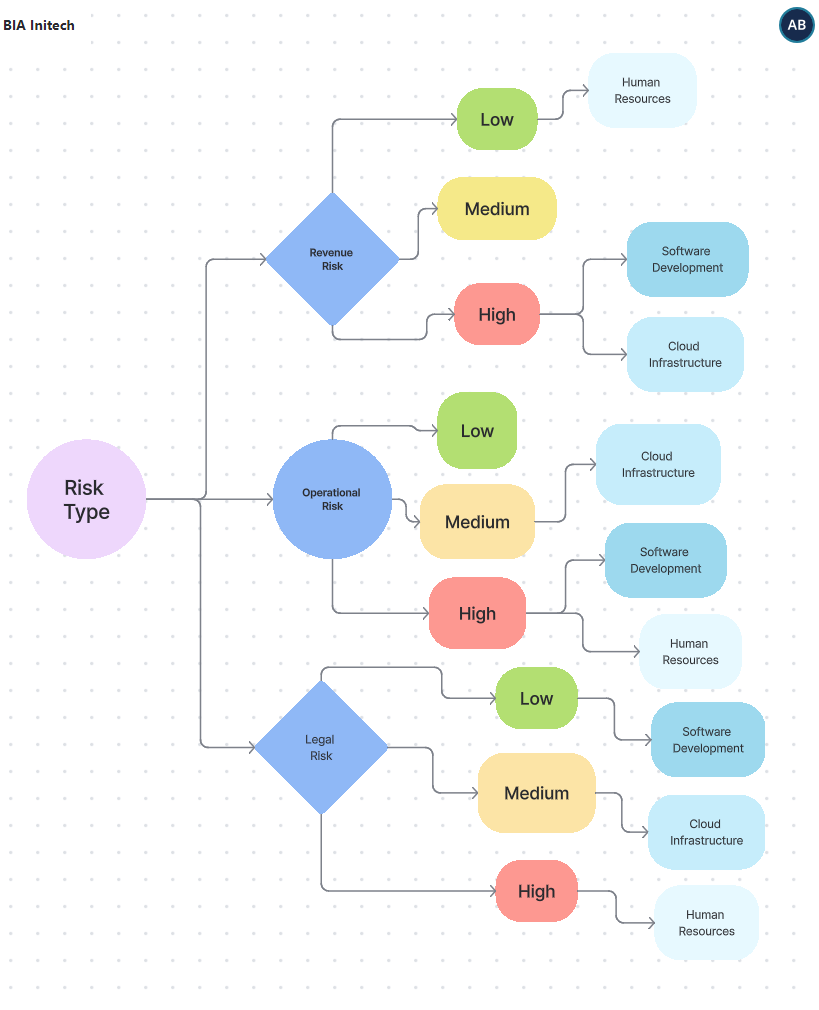 BIA Initech
AB
Low
Human
Resources
Medium
Revenue
Risk
Software
Development
High
Cloud
Infrastructure
Low
Cloud
Infrastructure
Risk
Type
Operational
Risk
Medium
Software
Development
High
Human
Resources
Low
Software
Development
Legal
Risk
Medium
Cloud
Infrastructure
High
Human
Resources